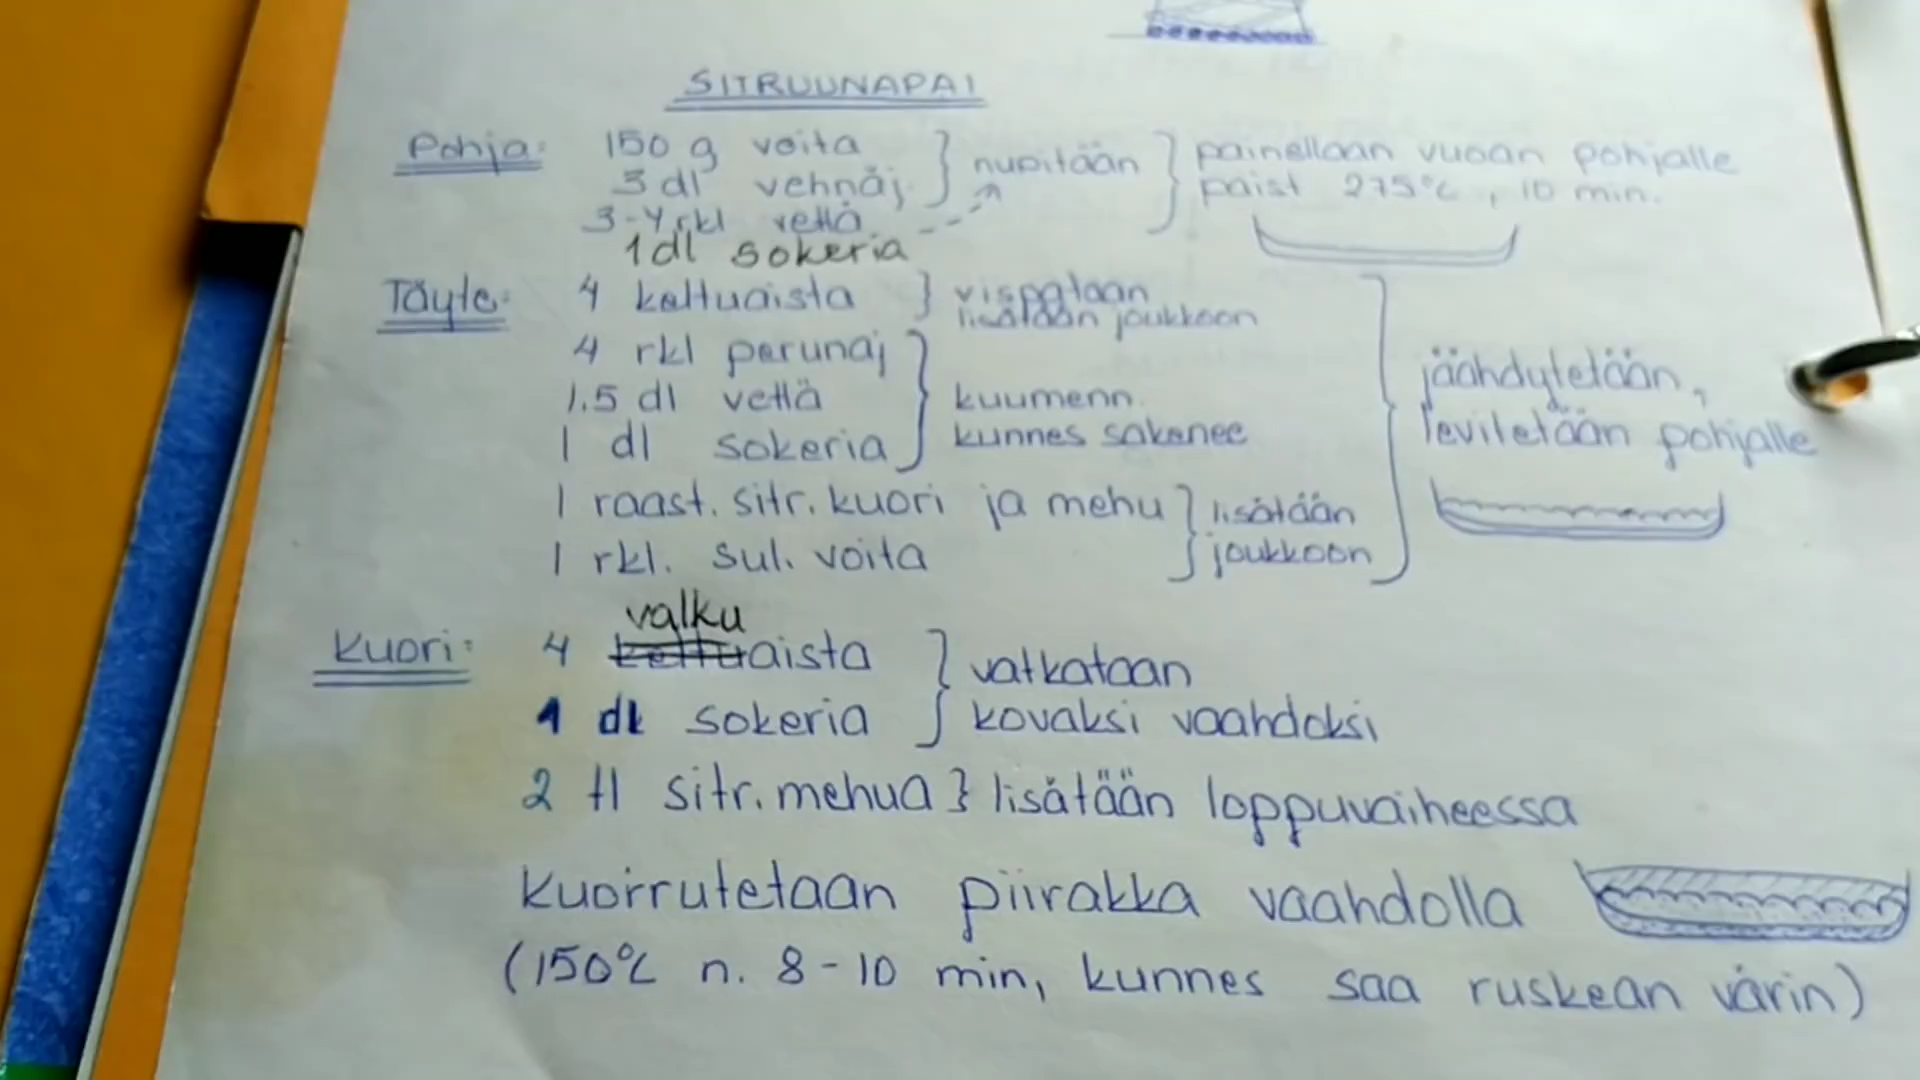 SITRUUNAPAI
Pohja: 150 g voita } nypitään } painellaan vuoan pohjalle
3 dl vehnäj. paist 275°C, 10 min.
3-4 rkl vettä
1 dl sokeria
Täyte: 4 keltuaista } vispataan
lisätään joukkoon
4 rkl perunaj
1.5 dl vettä } kuumenn.
1 dl sokeria kunnes sakenee
jäähdytetään,
levitetään pohjalle
1 raast. sitr. kuori ja mehu } lisätään
1 rkl. sul. voita joukkoon
valku
Kuori: 4 keltuaista } vatkataan
1 dl sokeria kovaksi vaahdoksi
2 tl sitr. mehua } lisätään loppuvaiheessa
Kuorrutetaan piirakka vaahdolla
(150°C n. 8-10 min, kunnes saa ruskean värin)